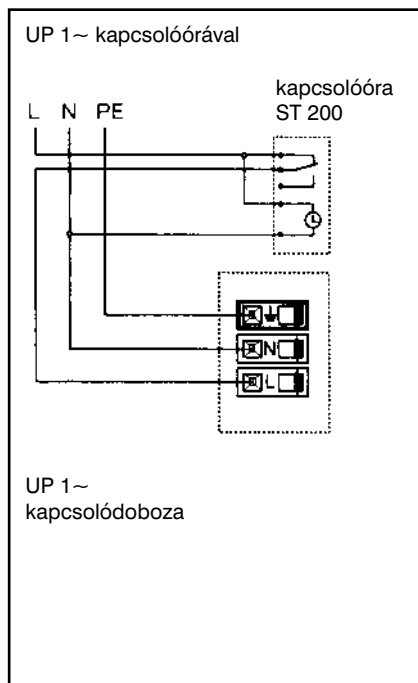 UP 1~ kapcsolóórával
kapcsolóóra
ST 200
L N PE
N
L
UP 1~
kapcsolódoboza